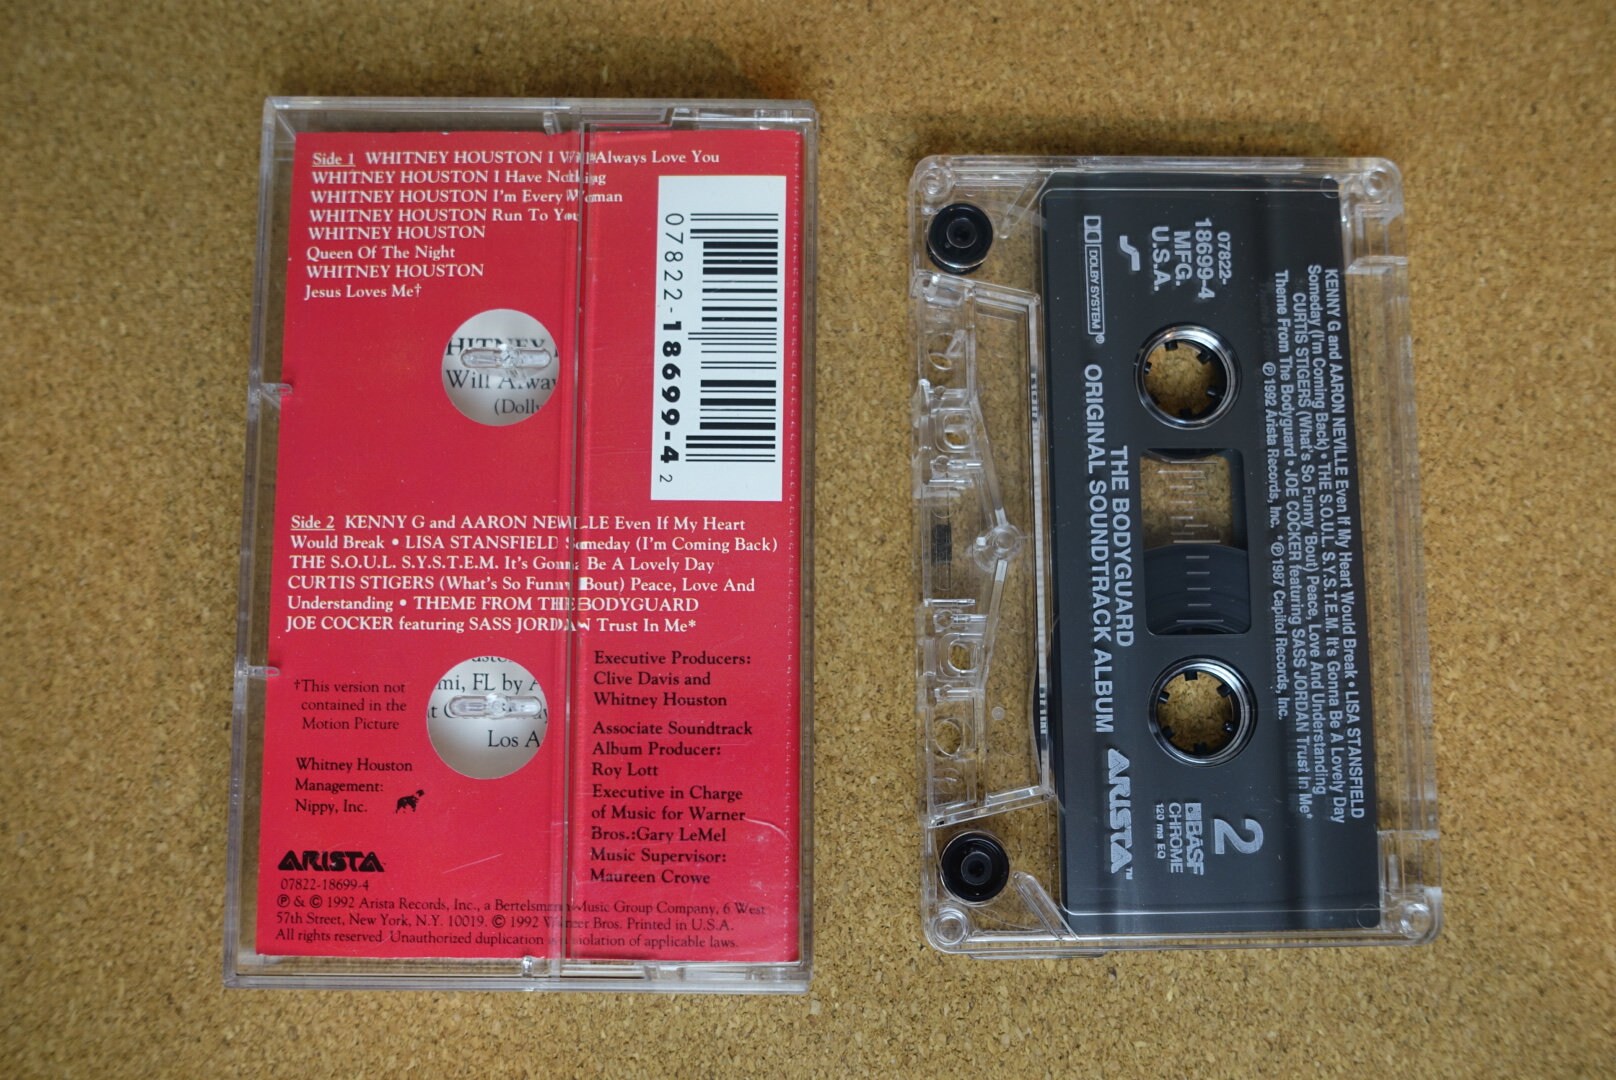 Side 1 WHITNEY HOUSTON I Will Always Love You
WHITNEY HOUSTON I Have Nothing
WHITNEY HOUSTON I'm Every Woman
WHITNEY HOUSTON Run To You
WHITNEY HOUSTON
Queen Of The Night
WHITNEY HOUSTON
Jesus Loves Me†
07822-18699-4 2
HITNEY
Will Alway
(Dolly
Side 2 KENNY G and AARON NEVILLE Even If My Heart
Would Break • LISA STANSFIELD Someday (I'm Coming Back)
THE S.O.U.L. S.Y.S.T.E.M. It's Gonna Be A Lovely Day
CURTIS STIGERS (What's So Funny 'Bout) Peace, Love And
Understanding • THEME FROM THE BODYGUARD
JOE COCKER featuring SASS JORDAN Trust In Me*
mi, FL by
Los A
†This version not
contained in the
Motion Picture
Whitney Houston
Management:
Nippy, Inc.
Executive Producers:
Clive Davis and
Whitney Houston
Associate Soundtrack
Album Producer:
Roy Lott
Executive in Charge
of Music for Warner
Bros.:Gary LeMel
Music Supervisor:
Maureen Crowe
ARISTA
07822-18699-4
℗ & © 1992 Arista Records, Inc., a Bertelsmann Music Group Company, 6 West
57th Street, New York, N.Y. 10019. © 1992 Warner Bros. Printed in U.S.A.
All rights reserved. Unauthorized duplication is a violation of applicable laws.
KENNY G and AARON NEVILLE Even If My Heart Would Break • LISA STANSFIELD
Someday (I'm Coming Back) • THE S.O.U.L. S.Y.S.T.E.M. It's Gonna Be A Lovely Day
CURTIS STIGERS (What's So Funny 'Bout) Peace, Love And Understanding
Theme From The Bodyguard • JOE COCKER featuring SASS JORDAN Trust In Me*
℗1992 Arista Records, Inc. *℗1987 Capitol Records, Inc.
07822-
18699-4
MFG.
U.S.A.
2
BASF
CHROME
120 ms EQ
THE BODYGUARD
ORIGINAL SOUNDTRACK ALBUM
ARISTA™
DOLBY SYSTEM®